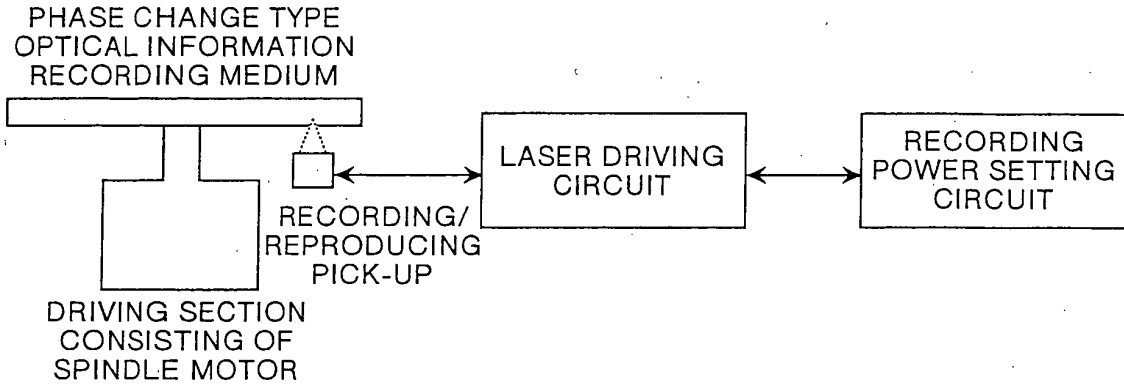 PHASE CHANGE TYPE
OPTICAL INFORMATION
RECORDING MEDIUM
LASER DRIVING
CIRCUIT
RECORDING
POWER SETTING
CIRCUIT
RECORDING/
REPRODUCING
PICK-UP
DRIVING SECTION
CONSISTING OF
SPINDLE MOTOR